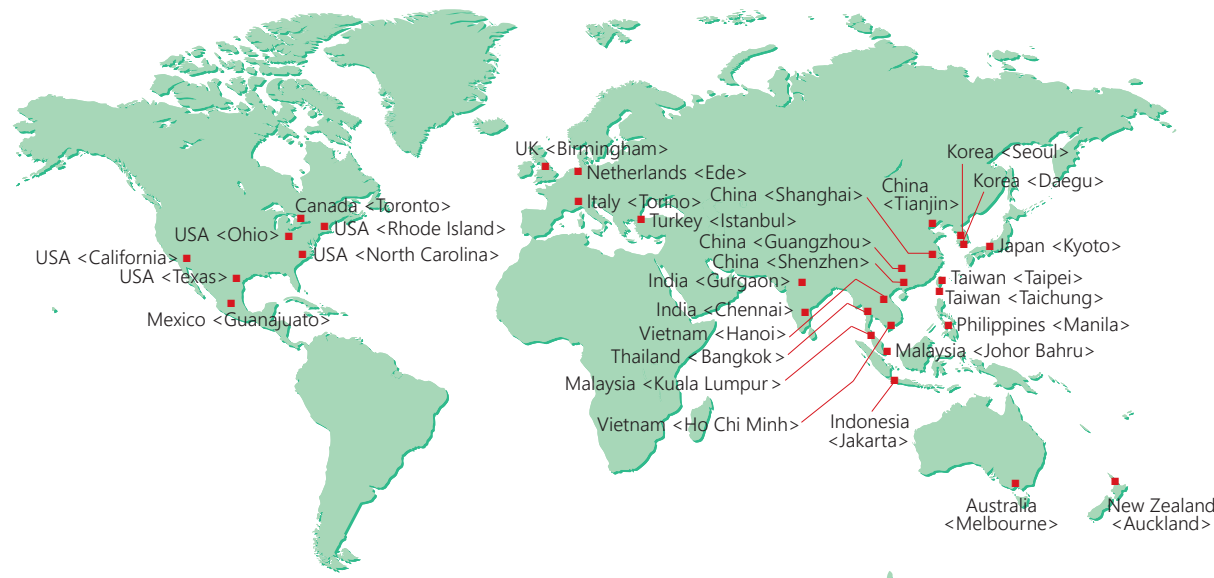 UK <Birmingham>
Netherlands <Ede>
Italy <Torino>
Turkey <Istanbul>
Canada <Toronto>
USA <Rhode Island>
USA <Ohio>
USA <North Carolina>
USA <California>
USA <Texas>
Mexico <Guanajuato>
Korea <Seoul>
Korea <Daegu>
China <Shanghai>
China
<Tianjin>
China <Guangzhou>
China <Shenzhen>
Japan <Kyoto>
India <Gurgaon>
Taiwan <Taipei>
Taiwan <Taichung>
India <Chennai>
Vietnam <Hanoi>
Philippines <Manila>
Thailand <Bangkok>
Malaysia <Johor Bahru>
Malaysia <Kuala Lumpur>
Vietnam <Ho Chi Minh>
Indonesia
<Jakarta>
Australia
<Melbourne>
New Zealand
<Auckland>